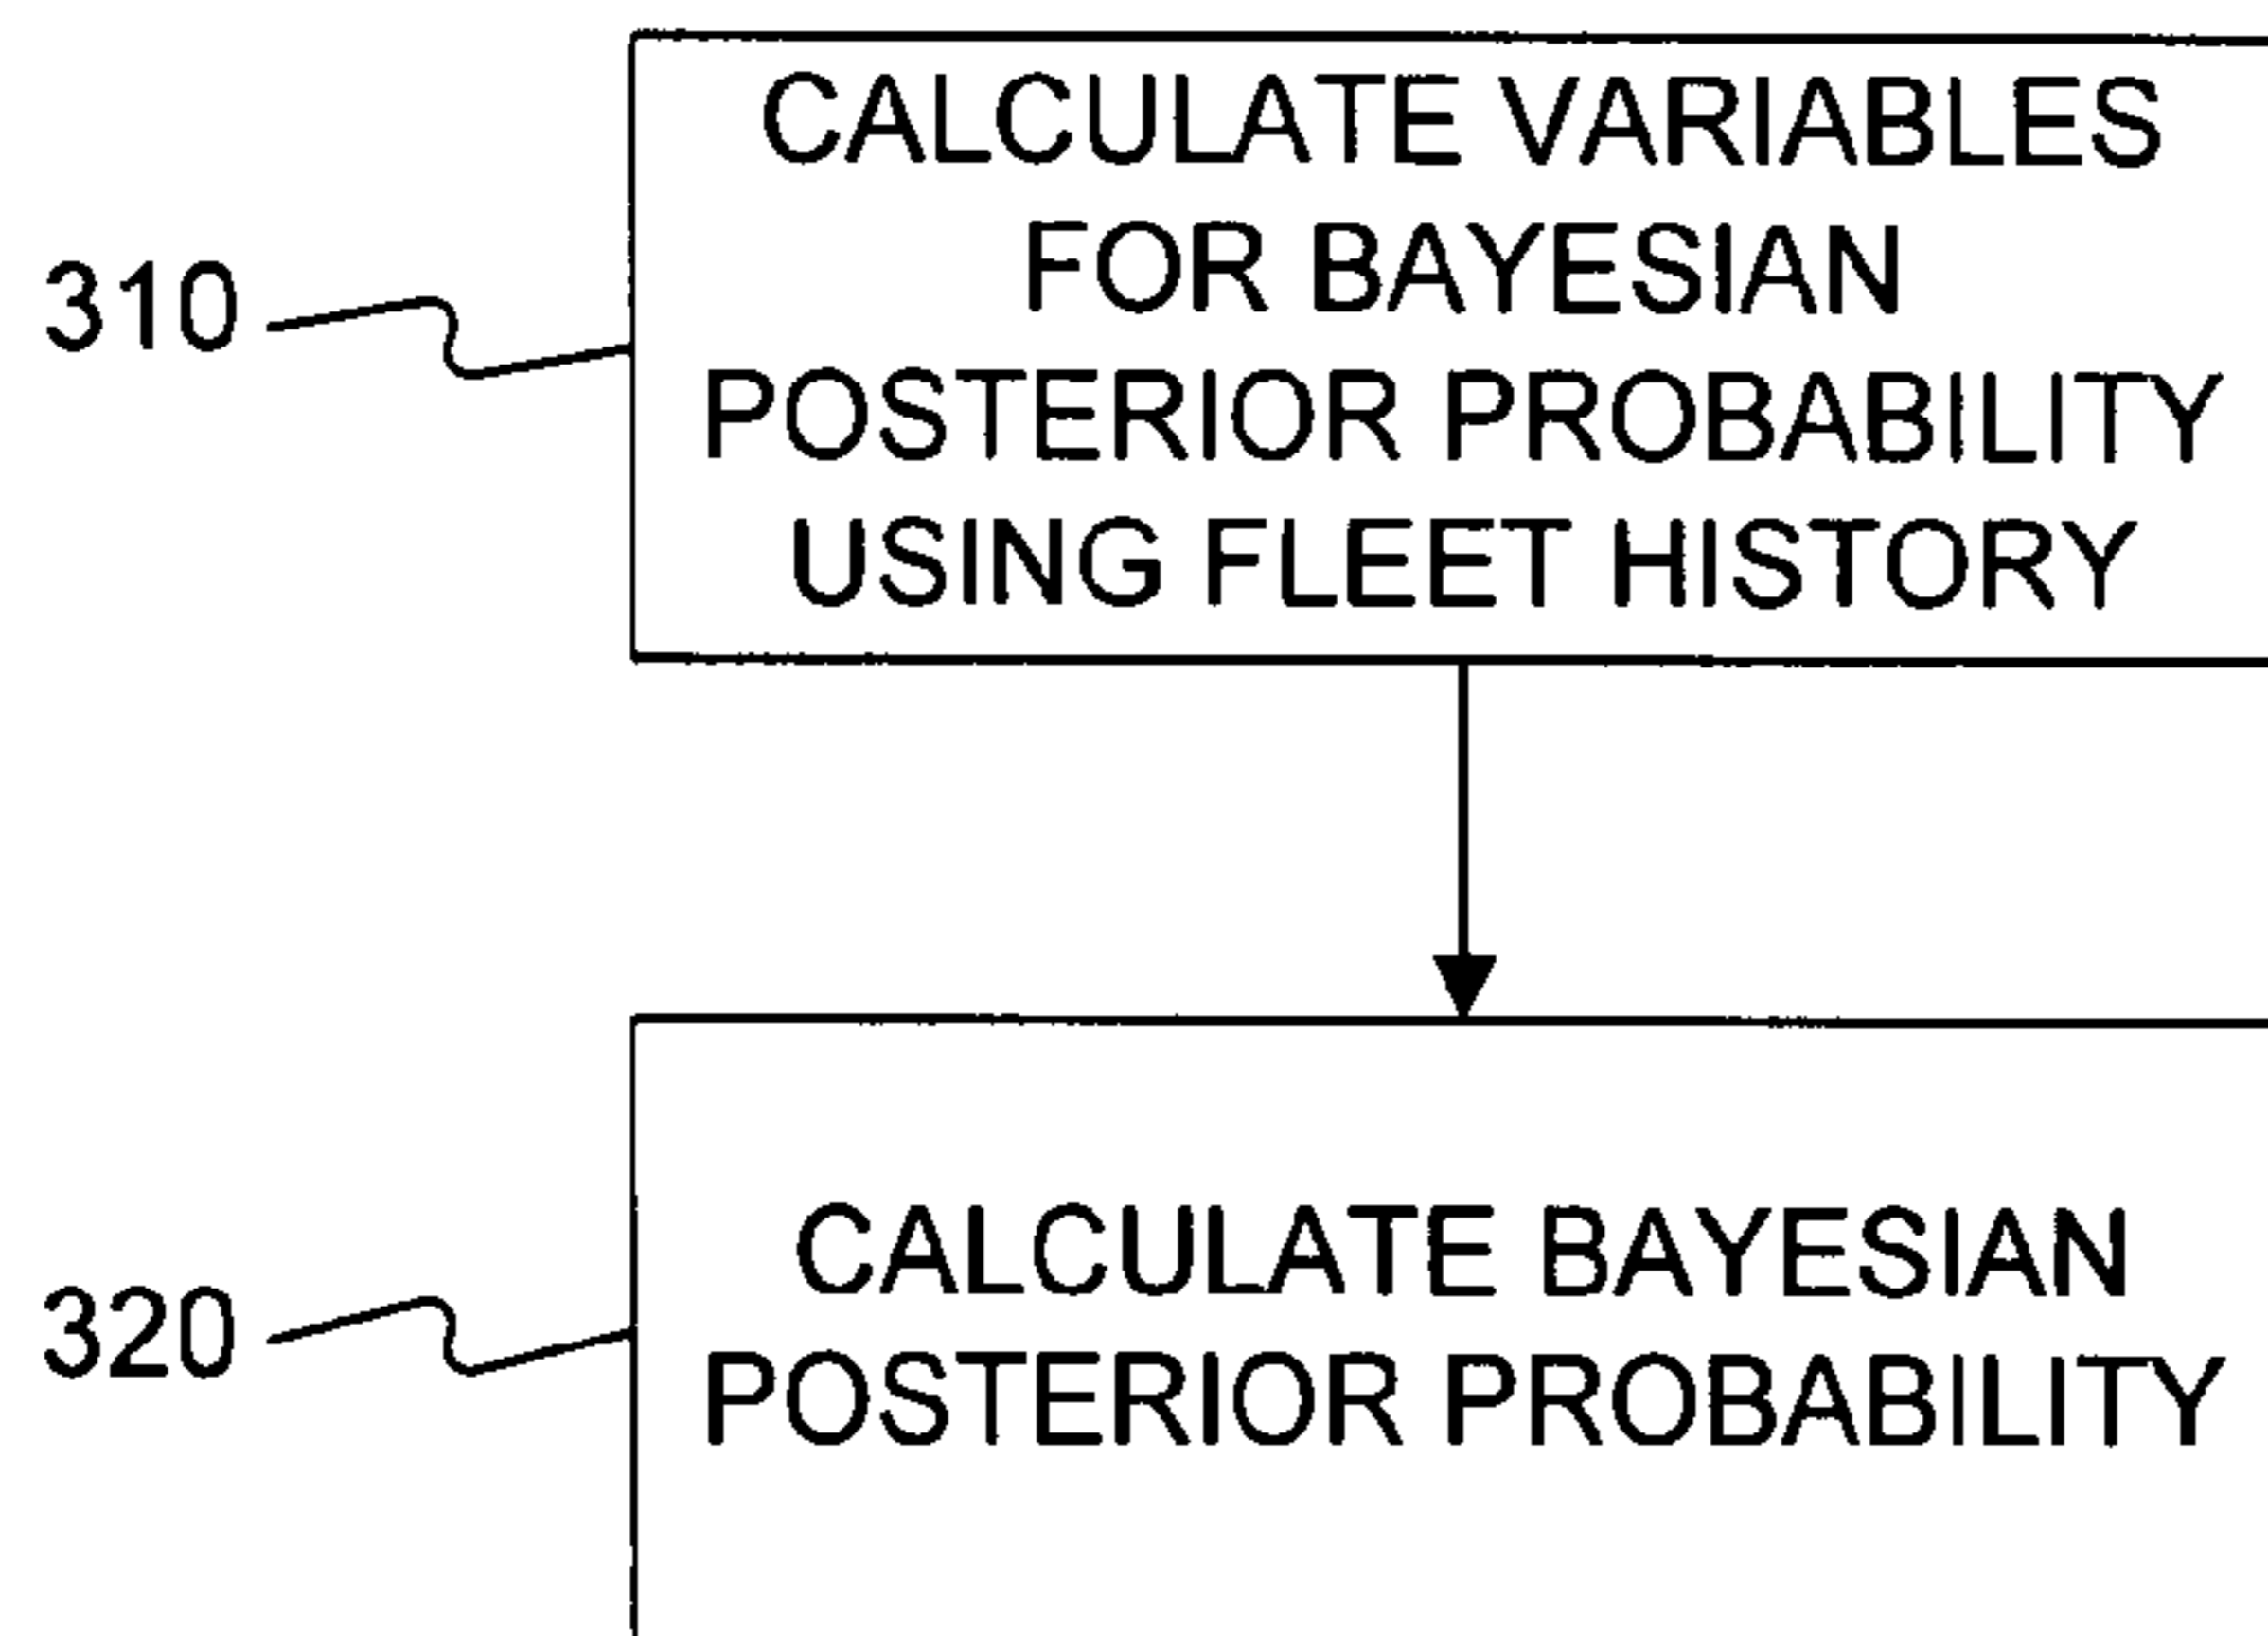 CALCULATE VARIABLES
FOR BAYESIAN
310
POSTERIOR PROBABILITY
USING FLEET HISTORY
CALCULATE BAYESIAN
320
POSTERIOR PROBABILITY